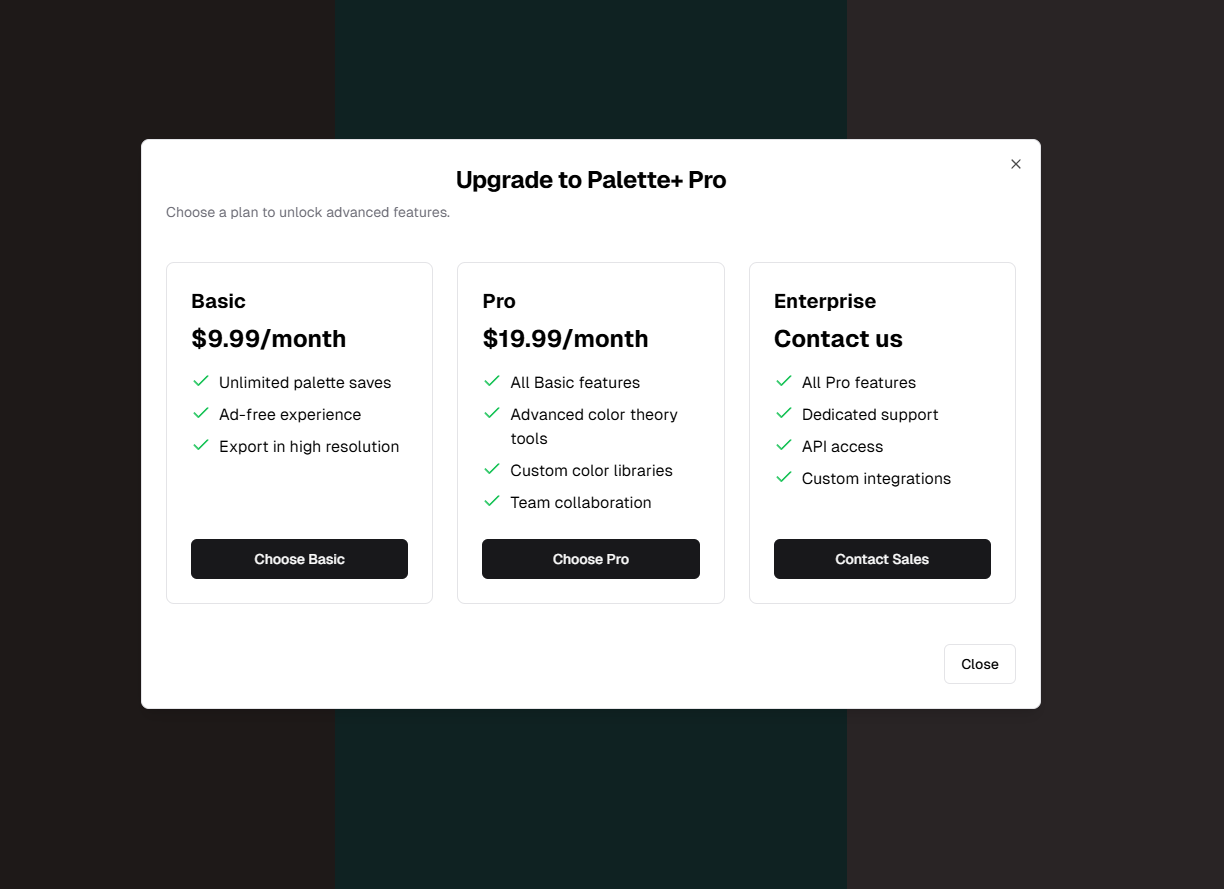 Upgrade to Palette+ Pro
Choose a plan to unlock advanced features.
Basic
$9.99/month
Unlimited palette saves
Ad-free experience
Export in high resolution
Choose Basic
Pro
$19.99/month
All Basic features
Advanced color theory
tools
Custom color libraries
Team collaboration
Choose Pro
Enterprise
Contact us
All Pro features
Dedicated support
API access
Custom integrations
Contact Sales
Close